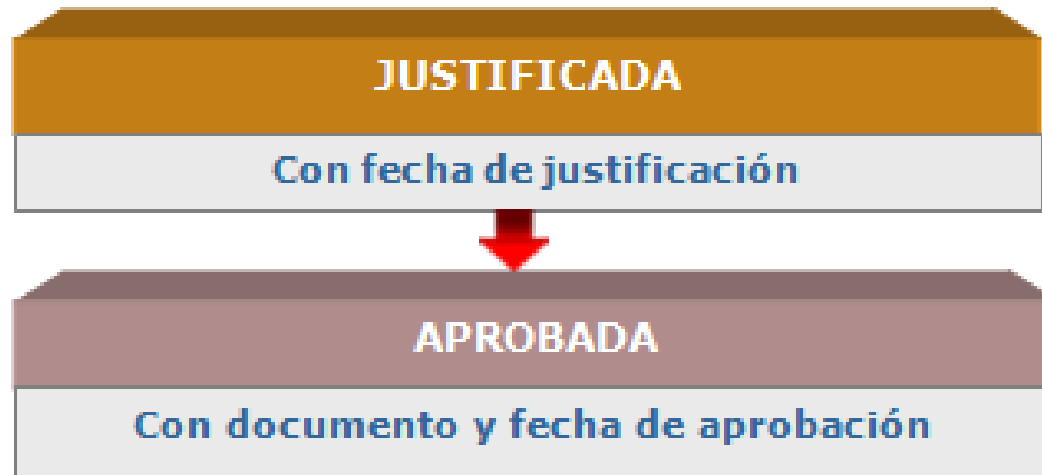 JUSTIFICADA
Con fecha de justificación
APROBADA
Con documento y fecha de aprobación